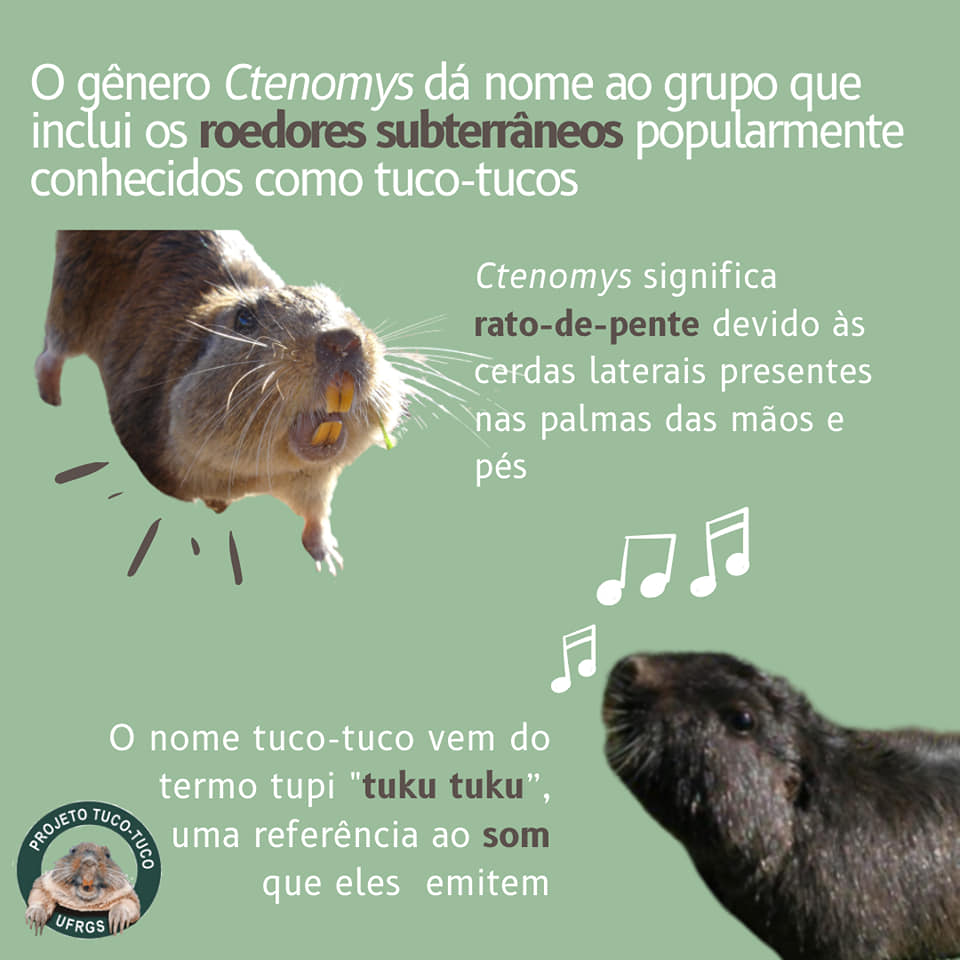 O gênero Ctenomys dá nome ao grupo que
inclui os roedores subterrâneos popularmente
conhecidos como tuco-tucos
Ctenomys significa
rato-de-pente devido às
cerdas laterais presentes
nas palmas das mãos e
pés
O nome tuco-tuco vem do
termo tupi "tuku tuku”,
uma referência ao som
que eles emitem
PROJETO TUCO-TUCO
UFRGS